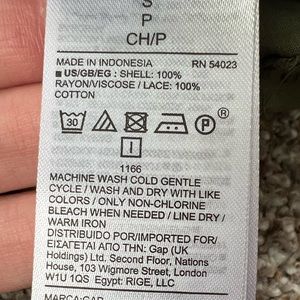 S
P
CH/P
MADE IN INDONESIA RN 54023
■ US/GB/EG : SHELL: 100%
RAYON/VISCOSE / LACE: 100%
COTTON
30 P
1166
MACHINE WASH COLD GENTLE
CYCLE / WASH AND DRY WITH LIKE
COLORS / ONLY NON-CHLORINE
BLEACH WHEN NEEDED / LINE DRY /
WARM IRON
DISTRIBUIDO POR/IMPORTED FOR/
ΕΙΣΑΓΕΤΑΙ ΑΠΟ ΤΗΝ: Gap (UK
Holdings) Ltd. Second Floor, Nations
House, 103 Wigmore Street, London
W1U 1QS Egypt: RIGE, LLC
MARCA:GAP